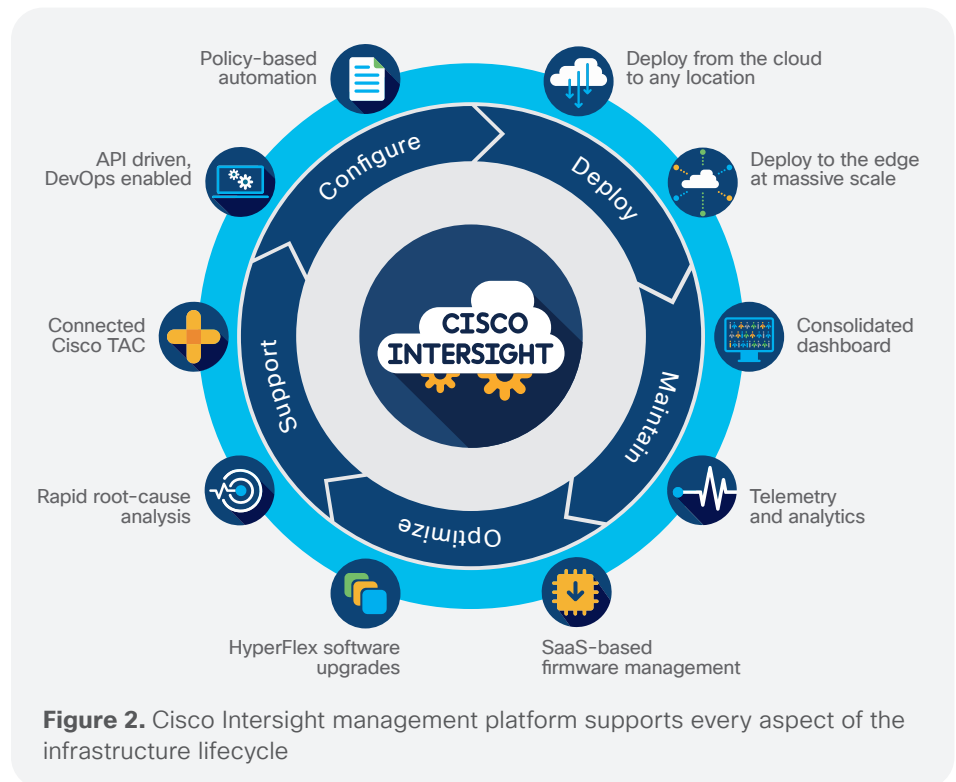 Policy-based
automation
Deploy from the cloud
to any location
API driven,
DevOps enabled
Deploy to the edge
at massive scale
Configure
Deploy
Connected
Cisco TAC
CISCO
INTERSIGHT
Consolidated
dashboard
Support
Maintain
Rapid root-cause
analysis
Telemetry
and analytics
Optimize
HyperFlex software
upgrades
SaaS-based
firmware management
Figure 2. Cisco Intersight management platform supports every aspect of the
infrastructure lifecycle